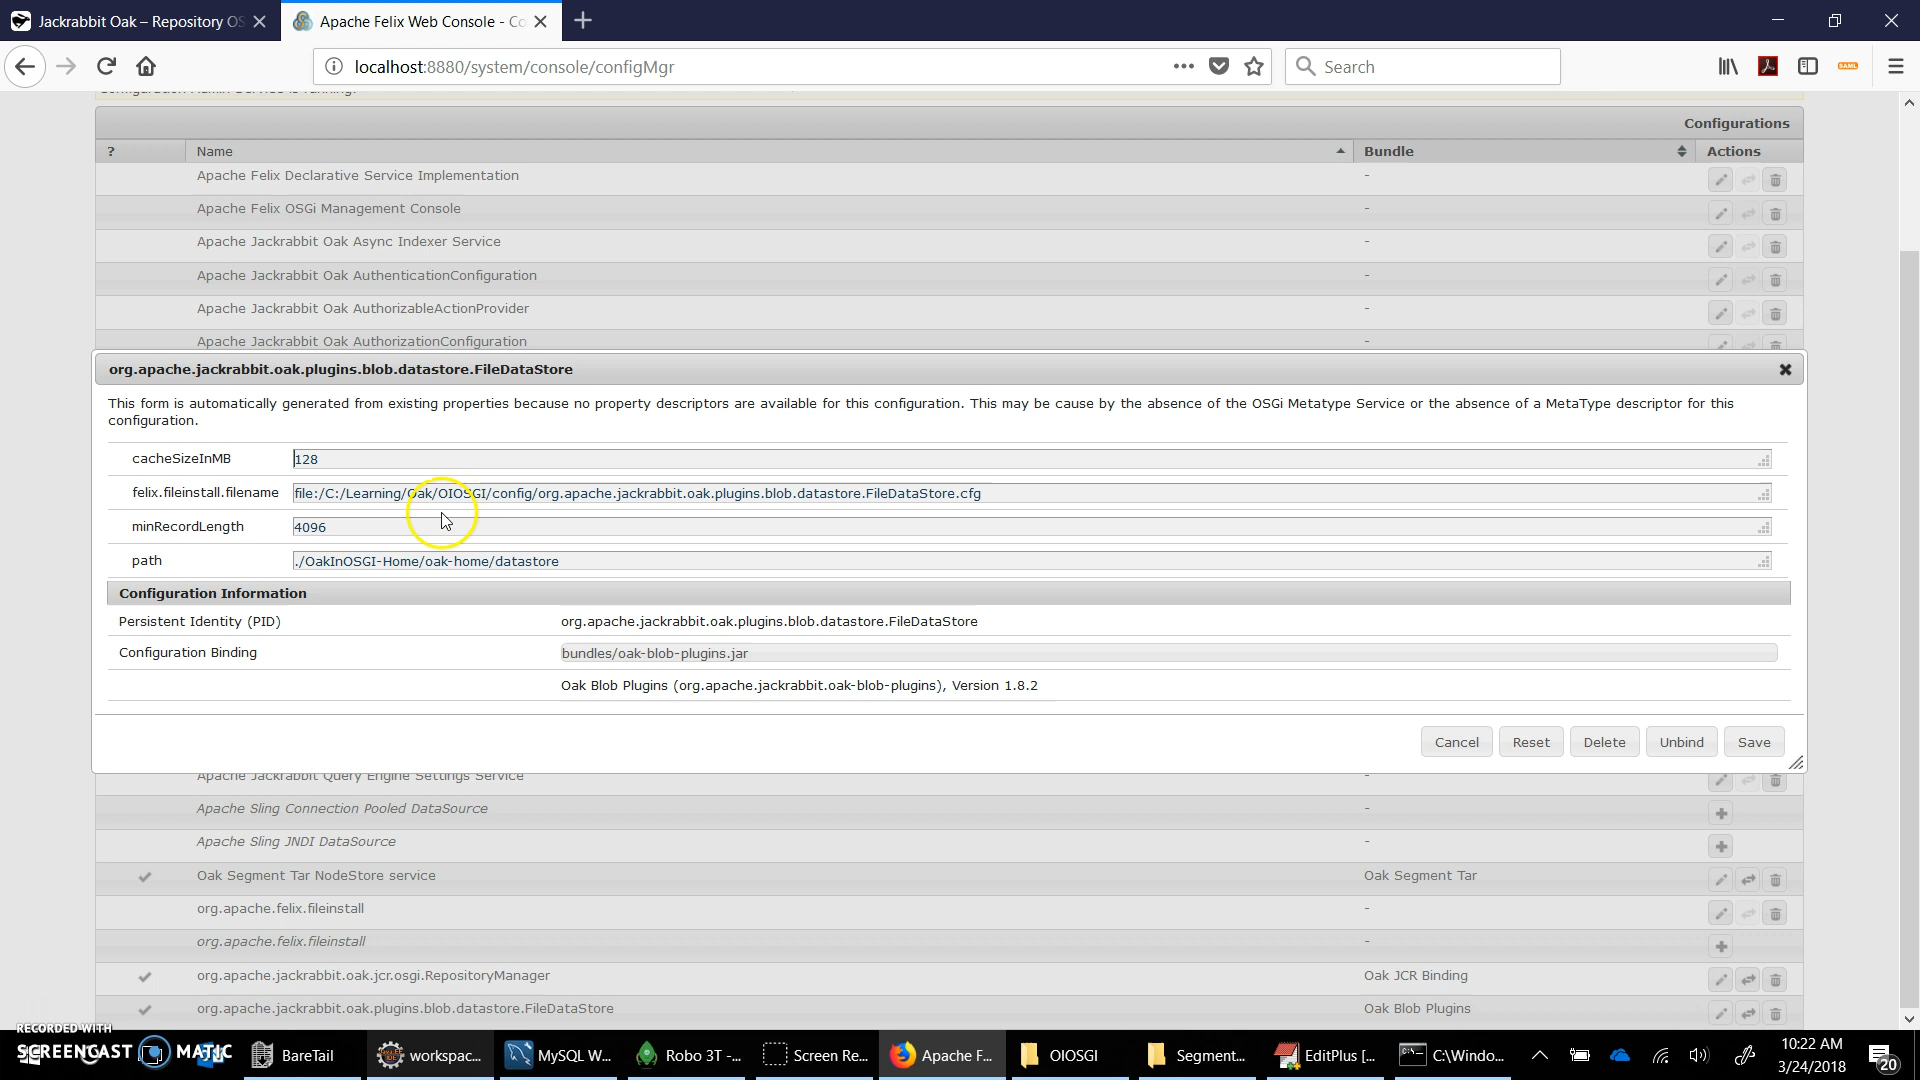 Jackrabbit Oak – Repository OS
Apache Felix Web Console - Co
localhost:8880/system/console/configMgr
Search
SAML
Configuration Admin Service is running.
Configurations
? Name Bundle Actions
Apache Felix Declarative Service Implementation -
Apache Felix OSGi Management Console -
Apache Jackrabbit Oak Async Indexer Service -
Apache Jackrabbit Oak AuthenticationConfiguration -
Apache Jackrabbit Oak AuthorizableActionProvider -
Apache Jackrabbit Oak AuthorizationConfiguration -
org.apache.jackrabbit.oak.plugins.blob.datastore.FileDataStore
This form is automatically generated from existing properties because no property descriptors are available for this configuration. This may be cause by the absence of the OSGi Metatype Service or the absence of a MetaType descriptor for this
configuration.
cacheSizeInMB 128
felix.fileinstall.filename file:/C:/Learning/Oak/OIOSGI/config/org.apache.jackrabbit.oak.plugins.blob.datastore.FileDataStore.cfg
minRecordLength 4096
path ./OakInOSGI-Home/oak-home/datastore
Configuration Information
Persistent Identity (PID) org.apache.jackrabbit.oak.plugins.blob.datastore.FileDataStore
Configuration Binding bundles/oak-blob-plugins.jar
Oak Blob Plugins (org.apache.jackrabbit.oak-blob-plugins), Version 1.8.2
Cancel Reset Delete Unbind Save
Apache Jackrabbit Query Engine Settings Service -
Apache Sling Connection Pooled DataSource -
Apache Sling JNDI DataSource -
Oak Segment Tar NodeStore service Oak Segment Tar
org.apache.felix.fileinstall -
org.apache.felix.fileinstall -
org.apache.jackrabbit.oak.jcr.osgi.RepositoryManager Oak JCR Binding
org.apache.jackrabbit.oak.plugins.blob.datastore.FileDataStore Oak Blob Plugins
RECORDED WITH
SCREENCAST MATIC
BareTail workspac... MySQL W... Robo 3T -... Screen Re... Apache F... OIOSGI Segment... EditPlus [... C:\Windo...
10:22 AM
3/24/2018
20